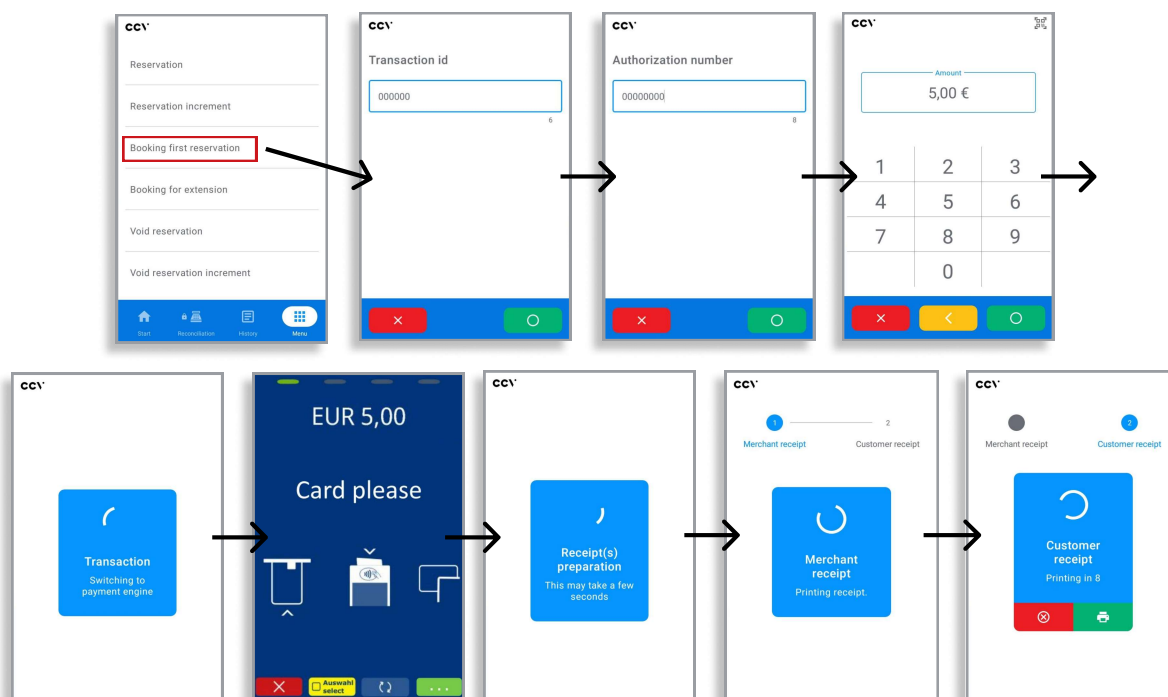 ccv
Reservation
Reservation increment
Booking first reservation
Booking for extension
Void reservation
Void reservation increment
Start
Reconciliation
History
Menu
ccv
Transaction id
000000
6
ccv
Authorization number
00000000
8
ccv
Amount
5,00 €
1 2 3
4 5 6
7 8 9
0
ccv
Transaction
Switching to
payment engine
EUR 5,00
Card please
Auswahl
select
ccv
Receipt(s)
preparation
This may take a few
seconds
ccv
1 2
Merchant receipt Customer receipt
Merchant
receipt
Printing receipt.
ccv
2
Merchant receipt Customer receipt
Customer
receipt
Printing in 8